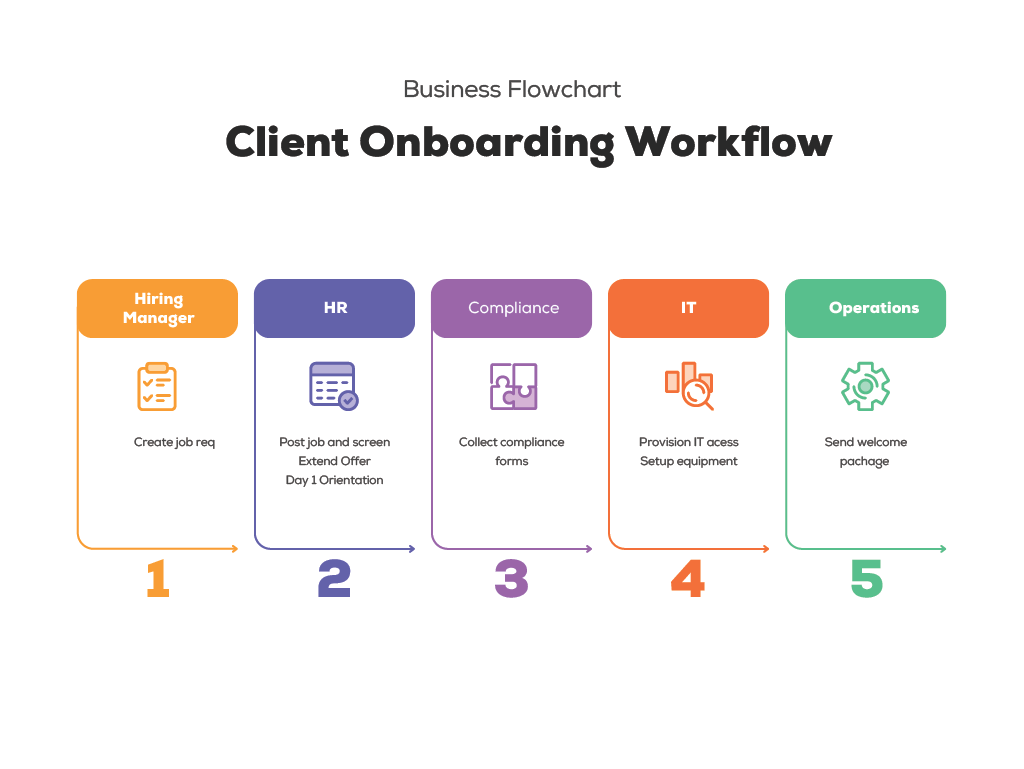 Business Flowchart
Client Onboarding Workflow
Hiring
Manager
HR
Compliance
IT
Operations
Create job req
Post job and screen
Extend Offer
Day 1 Orientation
Collect compliance
forms
Provision IT acess
Setup equipment
Send welcome
pachage
1
2
3
4
5